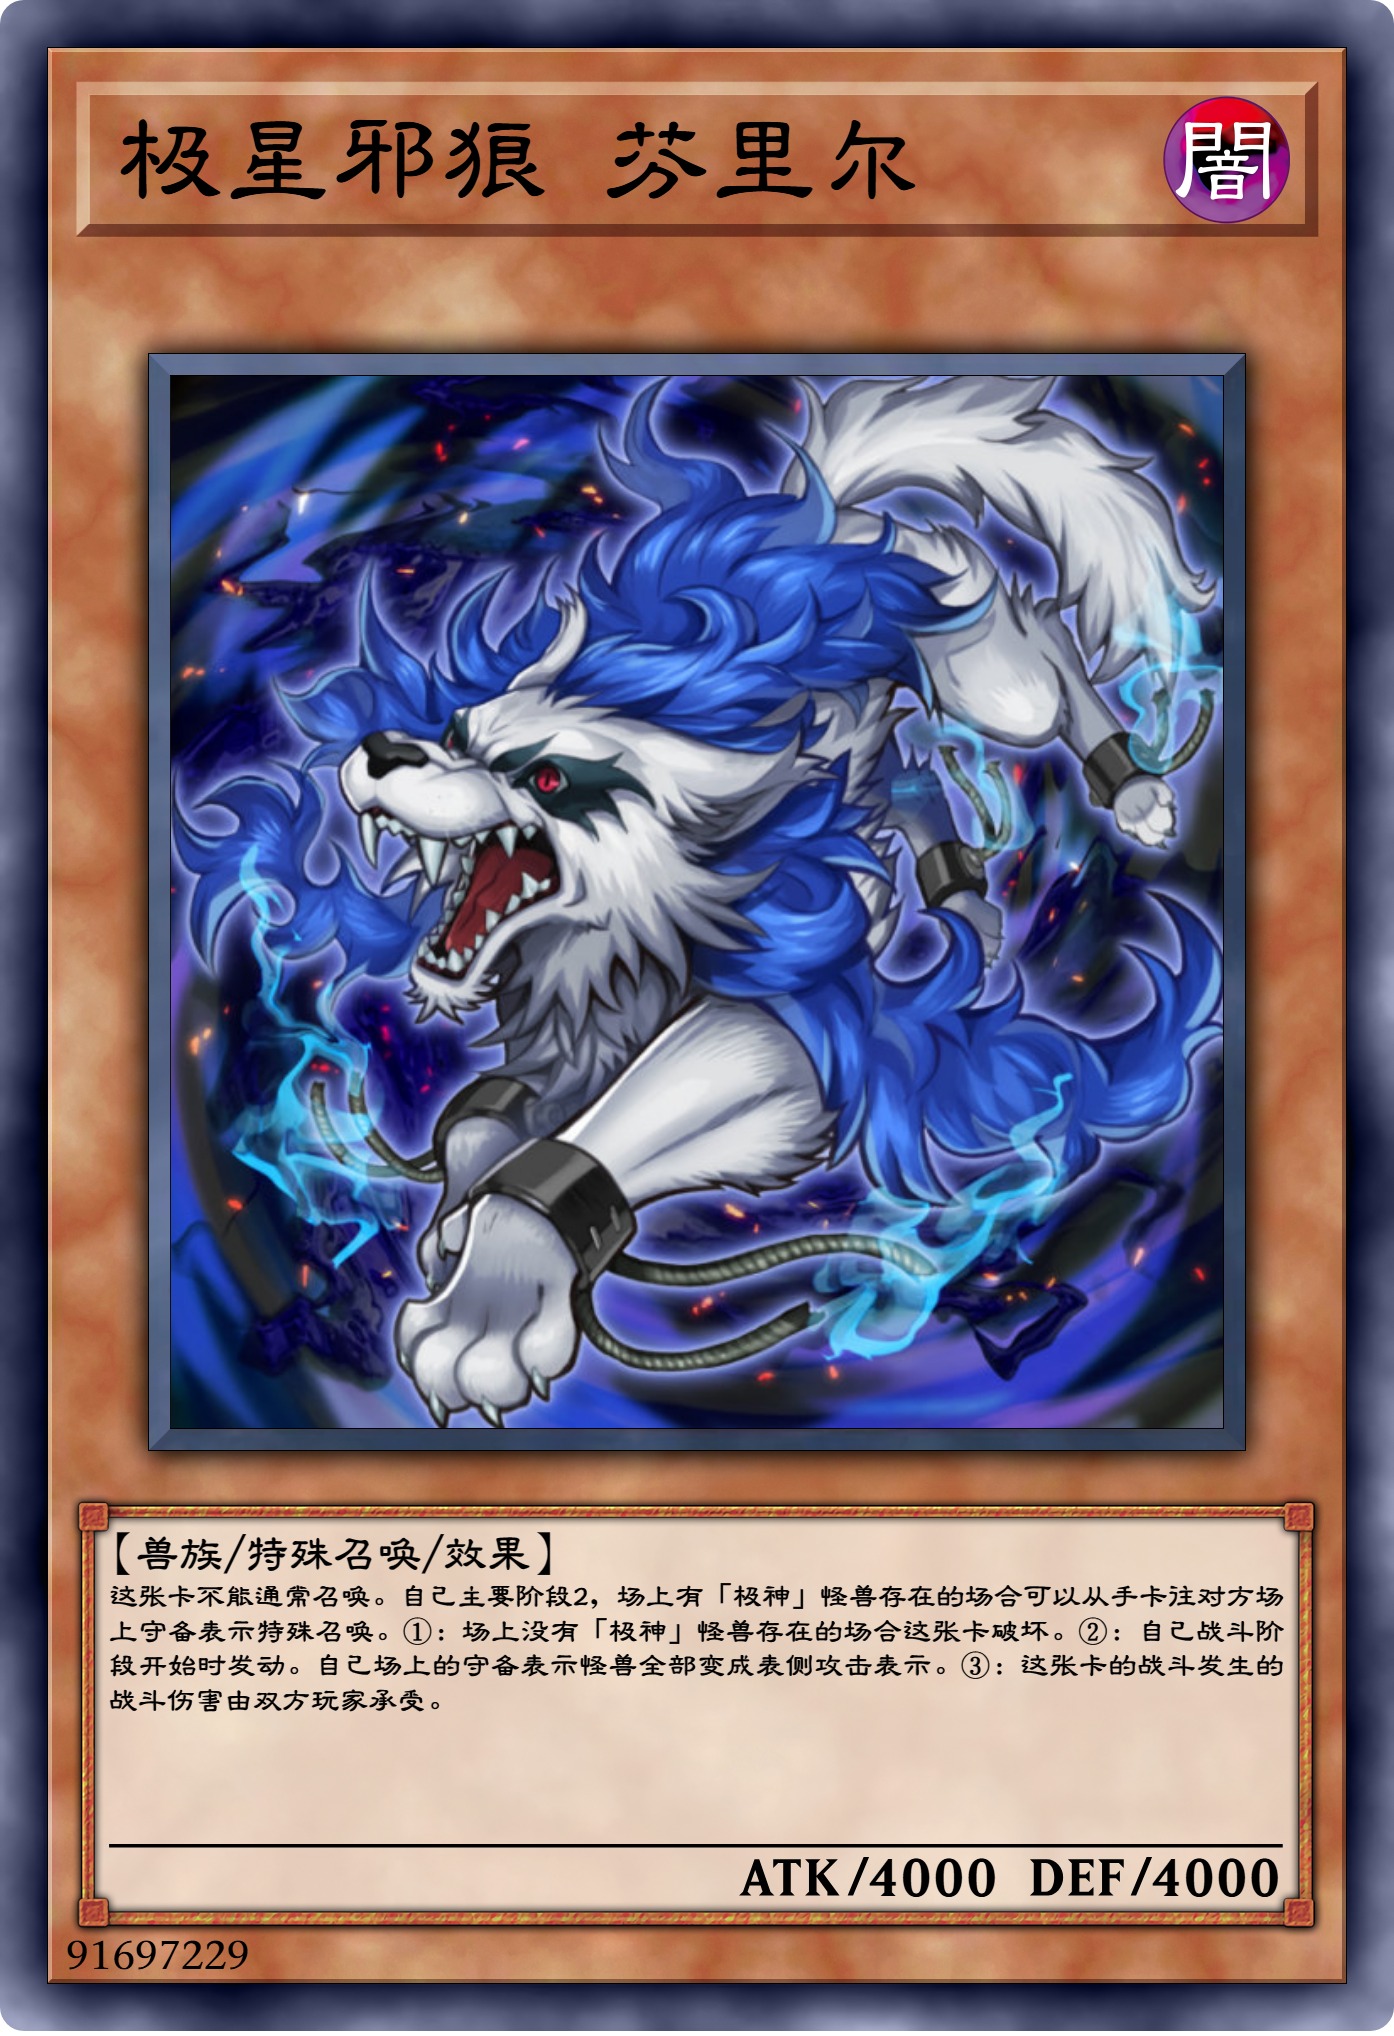 极星邪狼 芬里尔
闇
【兽族/特殊召唤/效果】
这张卡不能通常召唤。自己主要阶段2，场上有「极神」怪兽存在的场合可以从手卡往对方场
上守备表示特殊召唤。①：场上没有「极神」怪兽存在的场合这张卡破坏。②：自己战斗阶
段开始时发动。自己场上的守备表示怪兽全部变成表侧攻击表示。③：这张卡的战斗发生的
战斗伤害由双方玩家承受。
ATK/4000 DEF/4000
91697229